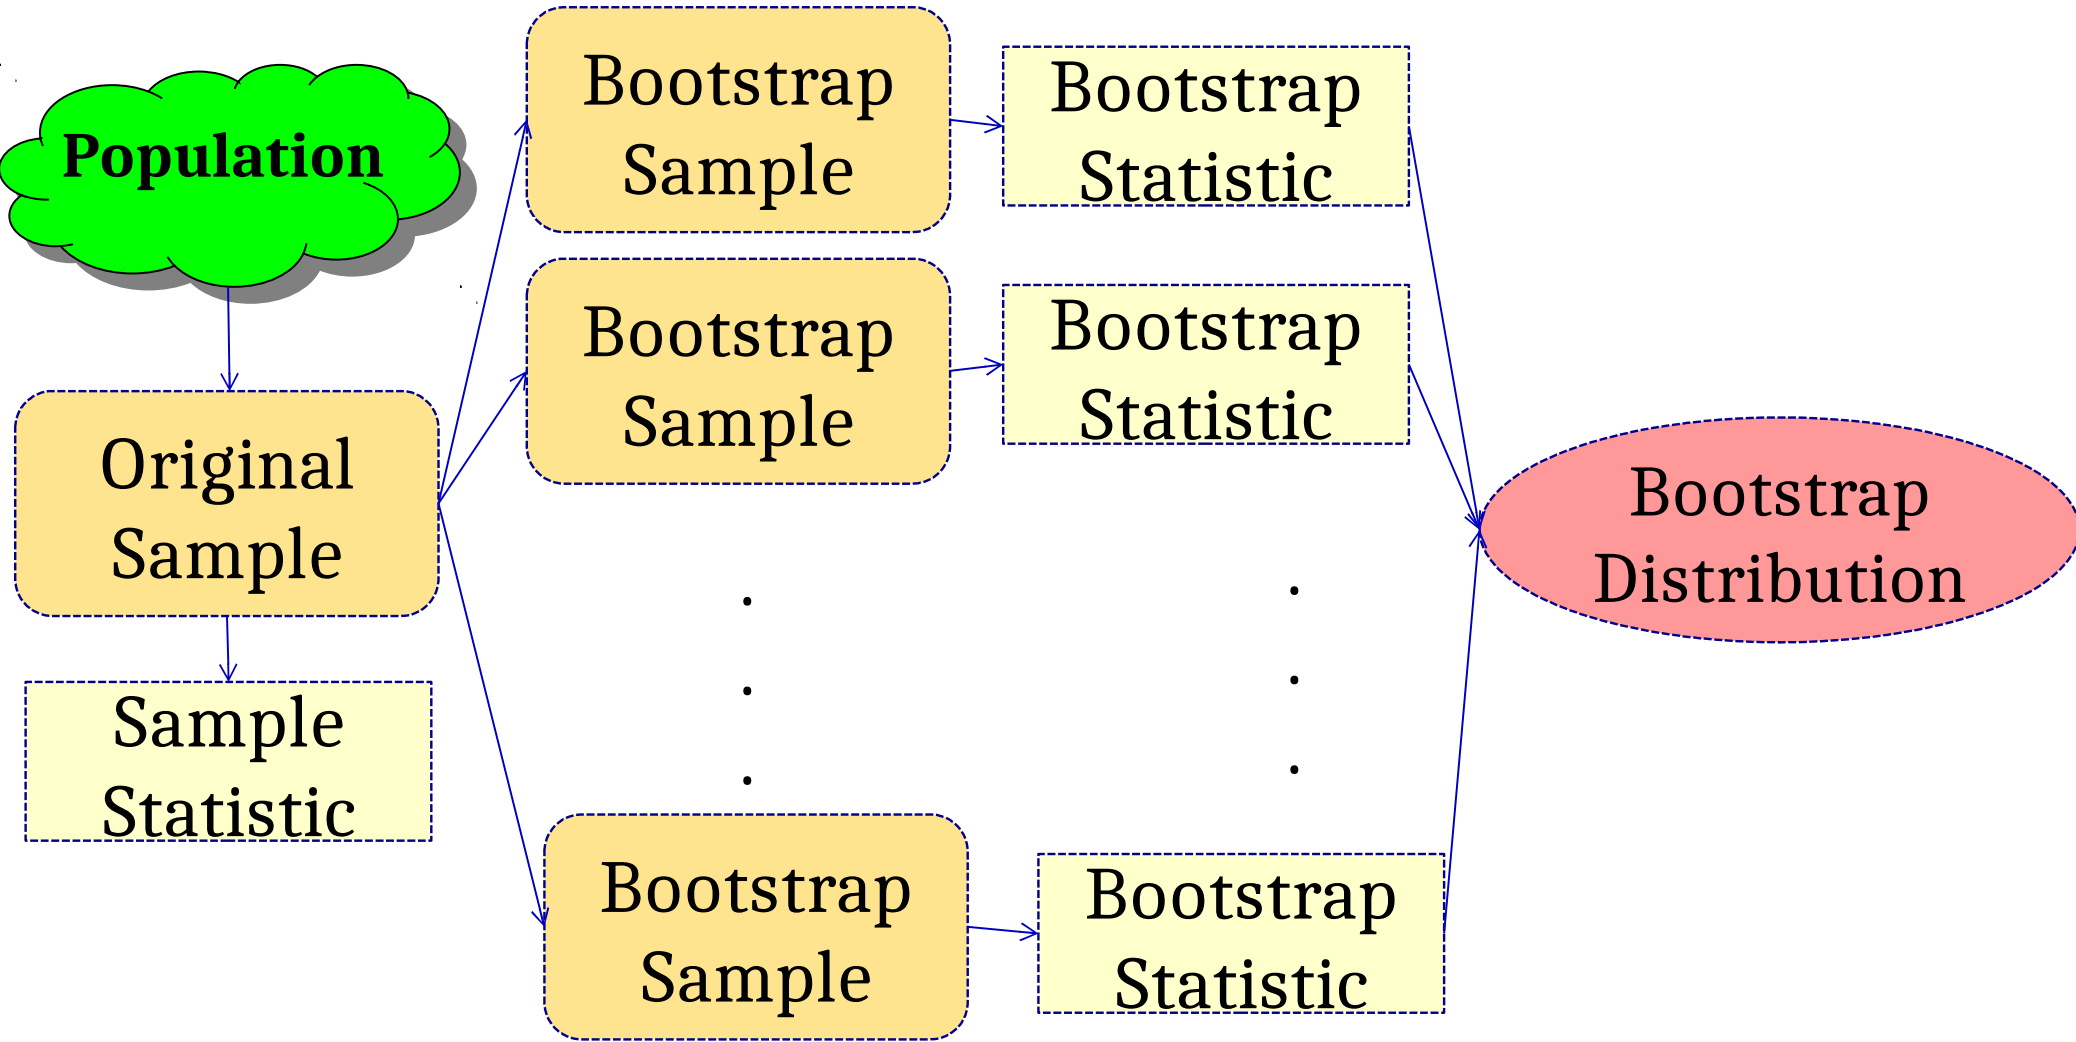 Population
Original
Sample
Sample
Statistic
Bootstrap
Sample
Bootstrap
Sample
.
.
.
Bootstrap
Sample
Bootstrap
Statistic
Bootstrap
Statistic
.
.
.
Bootstrap
Statistic
Bootstrap
Distribution